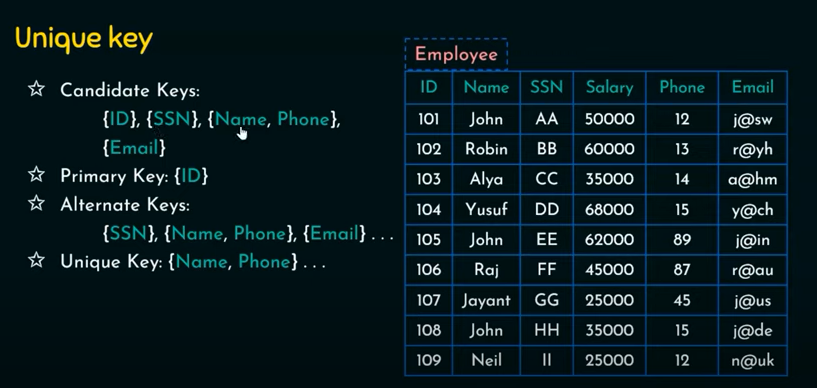 Unique key
☆ Candidate Keys:
{ID}, {SSN}, {Name, Phone},
{Email}
☆ Primary Key: {ID}
☆ Alternate Keys:
{SSN}, {Name, Phone}, {Email} . . .
☆ Unique Key: {Name, Phone} . . .
Employee
ID Name SSN Salary Phone Email
101 John AA 50000 12 j@sw
102 Robin BB 60000 13 r@yh
103 Alya CC 35000 14 a@hm
104 Yusuf DD 68000 15 y@ch
105 John EE 62000 89 j@in
106 Raj FF 45000 87 r@au
107 Jayant GG 25000 45 j@us
108 John HH 35000 15 j@de
109 Neil II 25000 12 n@uk